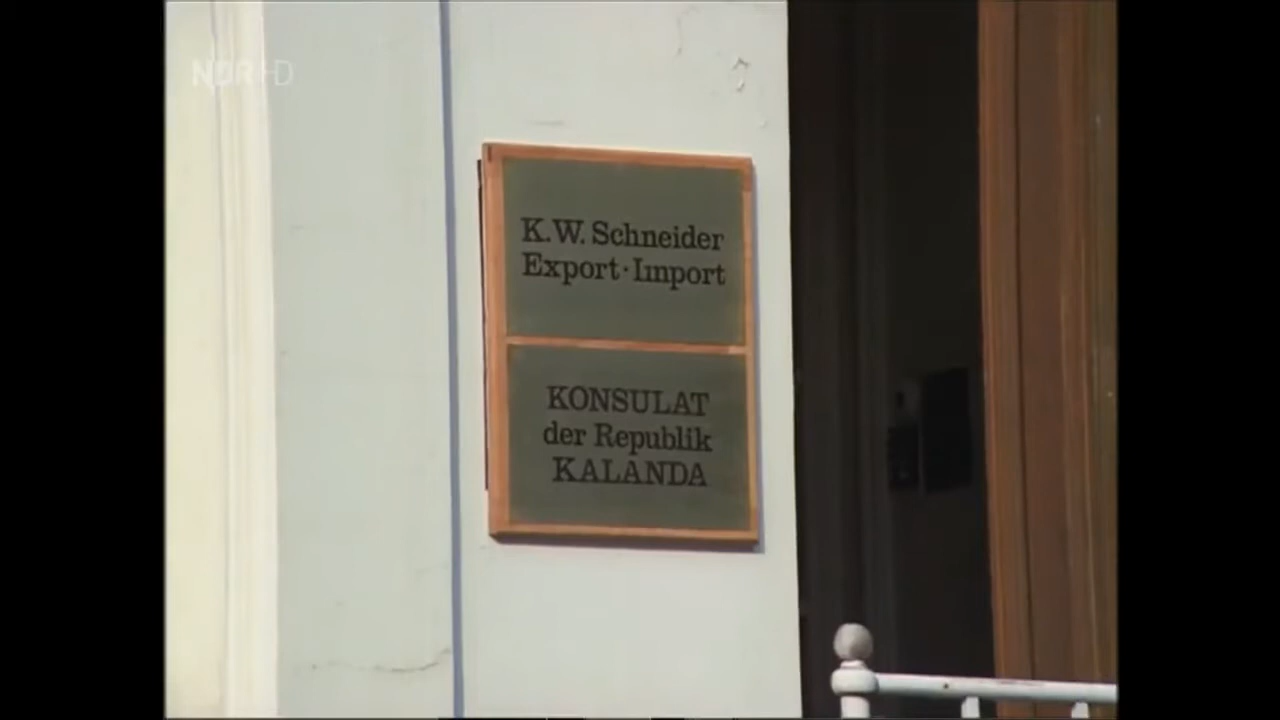 NDR HD
K.W. Schneider
Export · Import
KONSULAT
der Republik
KALANDA